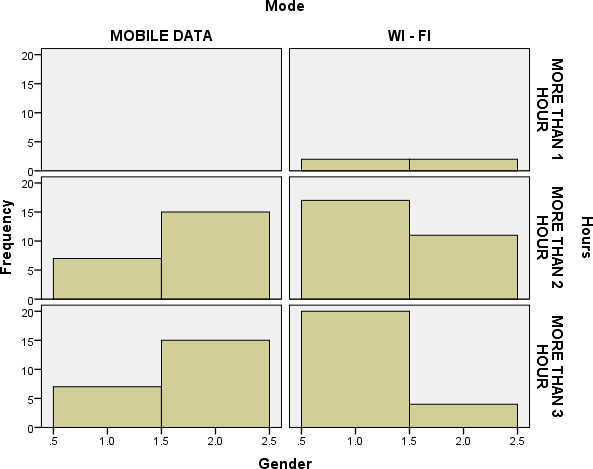 Mode
MOBILE DATA
WI - FI
20
15
10
5
0
MORE THAN 1
HOUR
20
15
10
5
0
MORE THAN 2
HOUR
20
15
10
5
0
MORE THAN 3
HOUR
Frequency
Hours
.5 1.0 1.5 2.0 2.5
.5 1.0 1.5 2.0 2.5
Gender